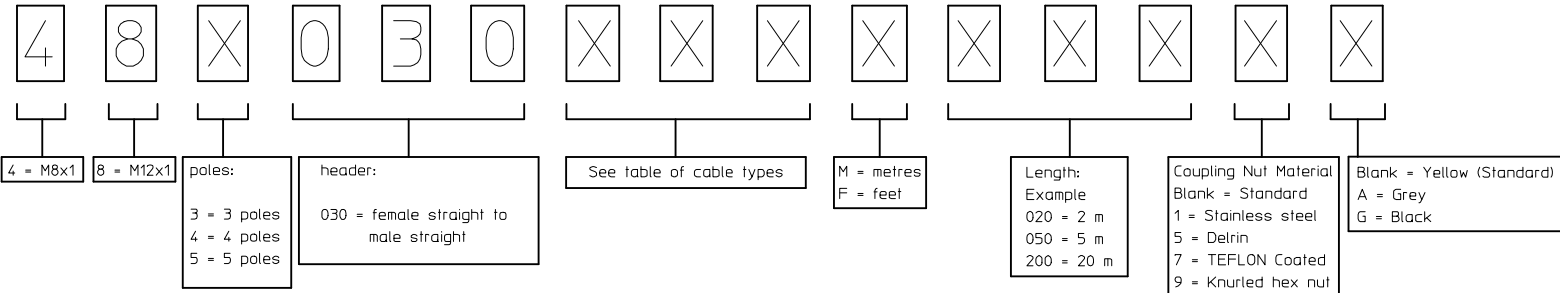 4 8 X 0 3 0 X X X X X X X X X
4 = M8x1
8 = M12x1
poles:
3 = 3 poles
4 = 4 poles
5 = 5 poles
header:
030 = female straight to
male straight
See table of cable types
M = metres
F = feet
Length:
Example
020 = 2 m
050 = 5 m
200 = 20 m
Coupling Nut Material
Blank = Standard
1 = Stainless steel
5 = Delrin
7 = TEFLON Coated
9 = Knurled hex nut
Blank = Yellow (Standard)
A = Grey
G = Black